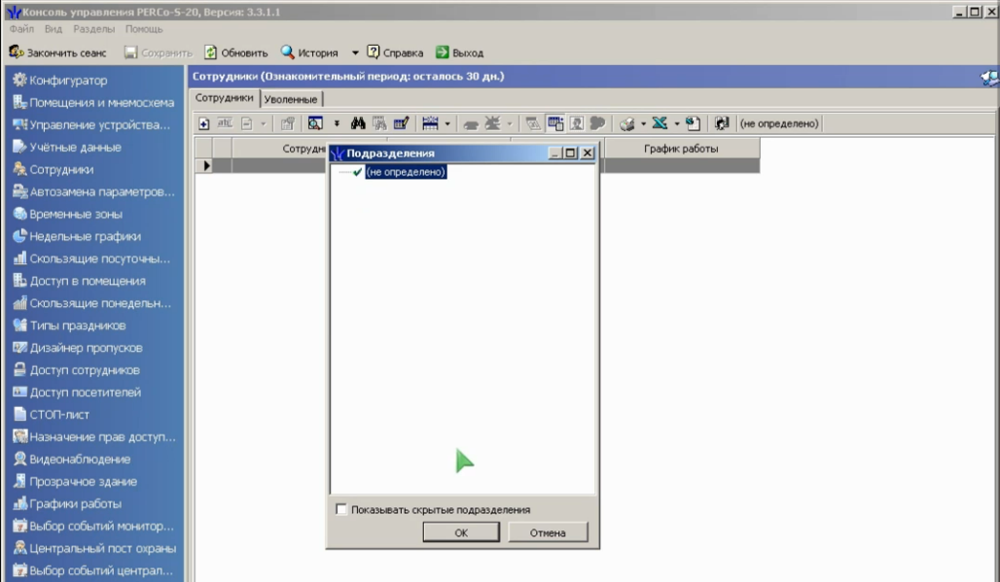 Консоль управления PERCo-S-20, Версия: 3.3.1.1
Файл Вид Разделы Помощь
Закончить сеанс Сохранить Обновить История Справка Выход
Сотрудники (Ознакомительный период: осталось 30 дн.)
Сотрудники Уволенные
(не определено)
Сотрудн График работы
Подразделения
(не определено)
Показывать скрытые подразделения
ОК Отмена
Конфигуратор
Помещения и мнемосхема
Управление устройства...
Учётные данные
Сотрудники
Автозамена параметров...
Временные зоны
Недельные графики
Скользящие посуточны...
Доступ в помещения
Скользящие понедельн...
Типы праздников
Дизайнер пропусков
Доступ сотрудников
Доступ посетителей
СТОП-лист
Назначение прав доступ...
Видеонаблюдение
Прозрачное здание
Графики работы
Выбор событий монитор...
Центральный пост охраны
Выбор событий централ...